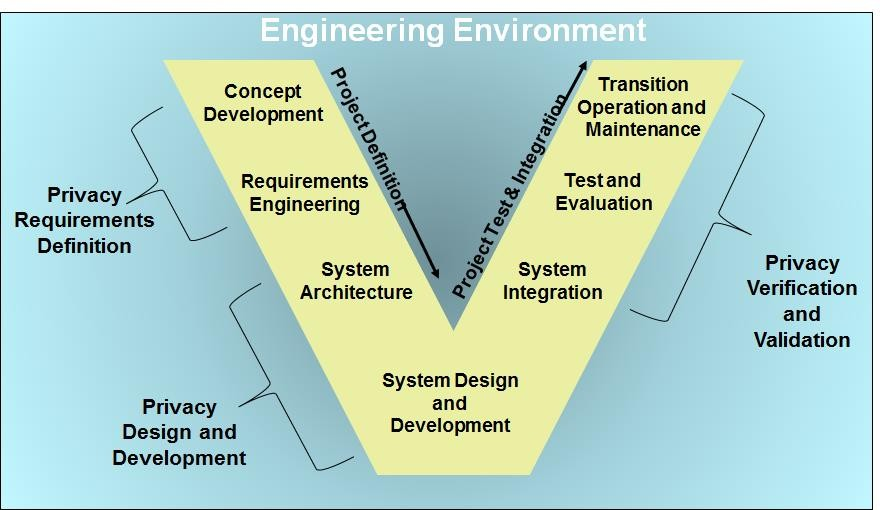 Engineering Environment
Concept
Development
Requirements
Engineering
System
Architecture
System Design
and
Development
System
Integration
Test and
Evaluation
Transition
Operation and
Maintenance
Project Definition
Project Test & Integration
Privacy
Requirements
Definition
Privacy
Design and
Development
Privacy
Verification
and
Validation